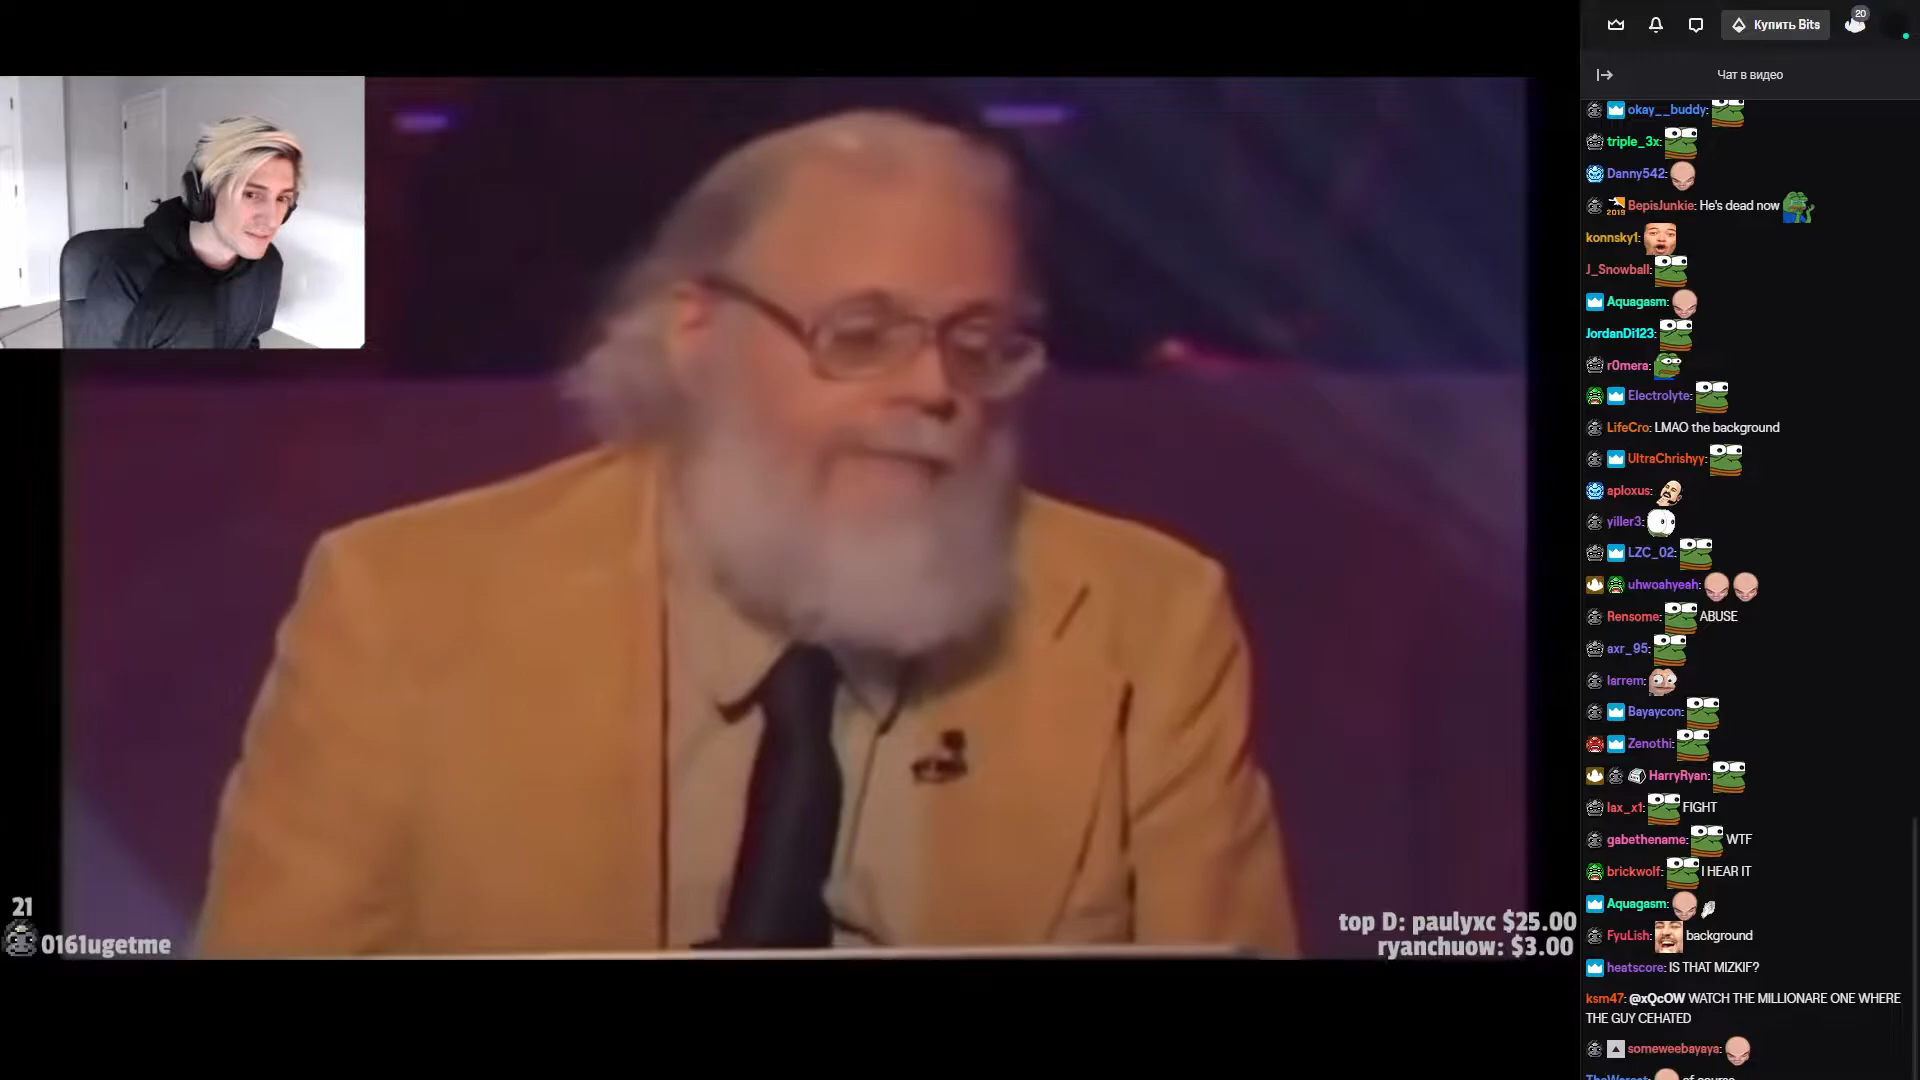 20
Купить Bits
Чат в видео
okay__buddy:
triple_3x:
Danny542:
2019 BepisJunkie: He's dead now
konnsky1:
J_Snowball:
Aquagasm:
JordanDi123:
r0mera:
Electrolyte:
LifeCro: LMAO the background
UltraChrishyy:
aploxus:
yiller3:
LZC_02:
uhwoahyeah:
Rensome: ABUSE
axr_95:
larrem:
Bayaycon:
Zenothi:
HarryRyan:
lax_x1: FIGHT
gabethename: WTF
brickwolf: I HEAR IT
Aquagasm:
FyuLish: background
heatscore: IS THAT MIZKIF?
ksm47: @xQcOW WATCH THE MILLIONARE ONE WHERE
THE GUY CEHATED
someweebayaya:
21
0161ugetme
top D: paulyxc $25.00
ryanchuow: $3.00